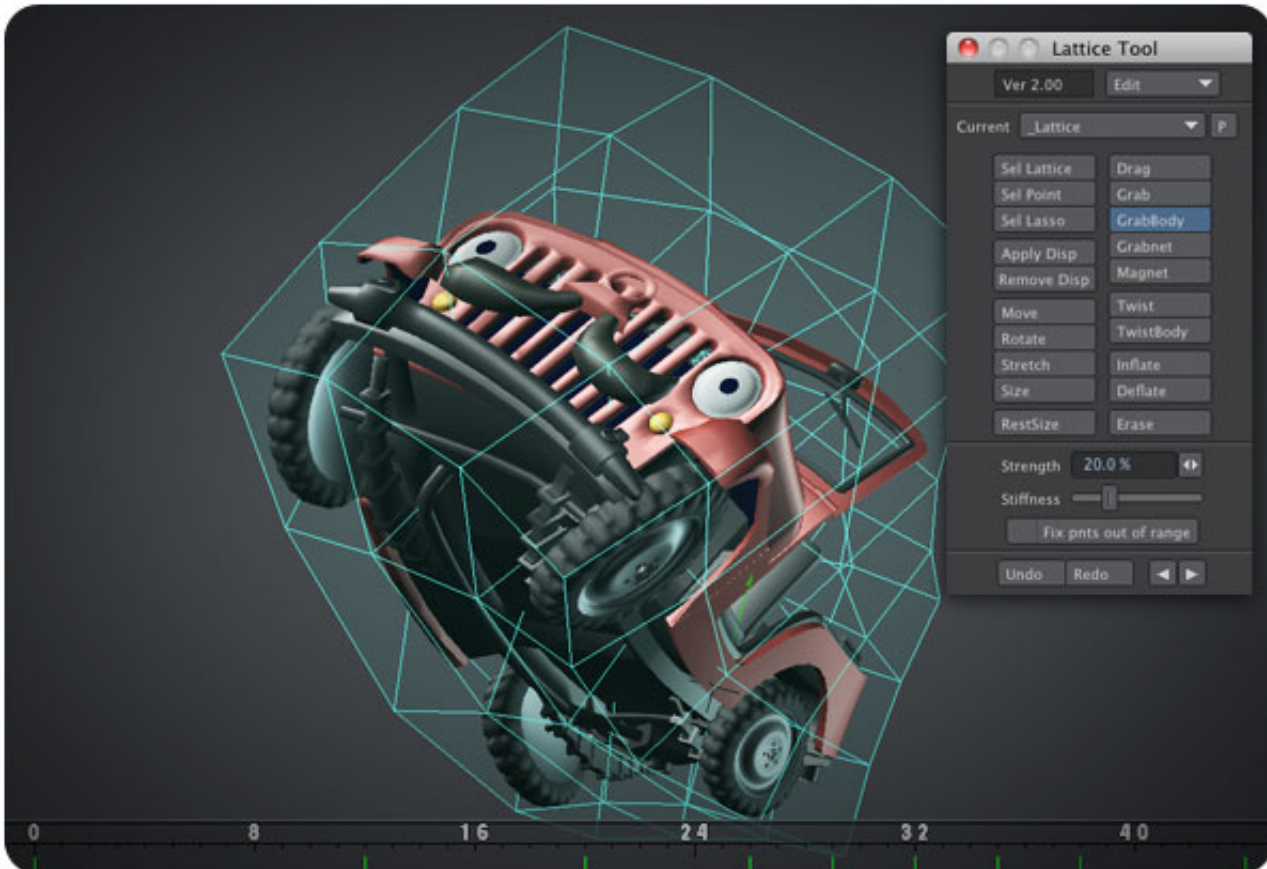 Lattice Tool
Ver 2.00 Edit
Current _Lattice P
Sel Lattice Drag
Sel Point Grab
Sel Lasso GrabBody
Apply Disp Grabnet
Remove Disp Magnet
Move Twist
Rotate TwistBody
Stretch Inflate
Size Deflate
RestSize Erase
Strength 20.0 %
Stiffness
Fix pnts out of range
Undo Redo
0 8 16 24 32 40